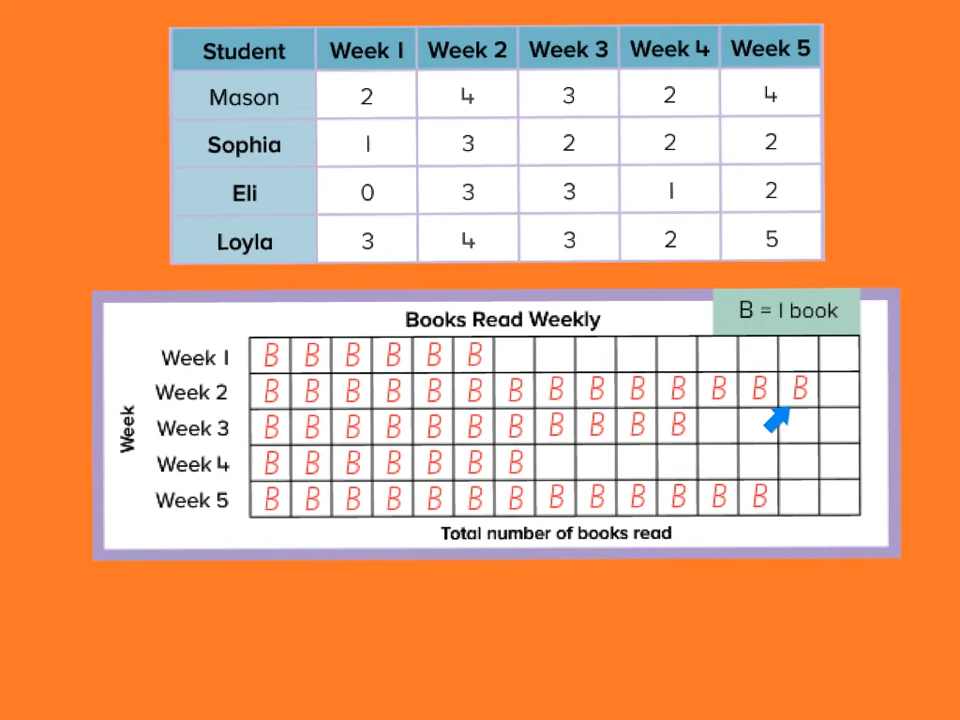 Student Week 1 Week 2 Week 3 Week 4 Week 5
Mason 2 4 3 2 4
Sophia 1 3 2 2 2
Eli 0 3 3 1 2
Loyla 3 4 3 2 5
B = 1 book
Books Read Weekly
Week
Week 1 B B B B B B
Week 2 B B B B B B B B B B B B B B
Week 3 B B B B B B B B B B B
Week 4 B B B B B B B
Week 5 B B B B B B B B B B B B B
Total number of books read